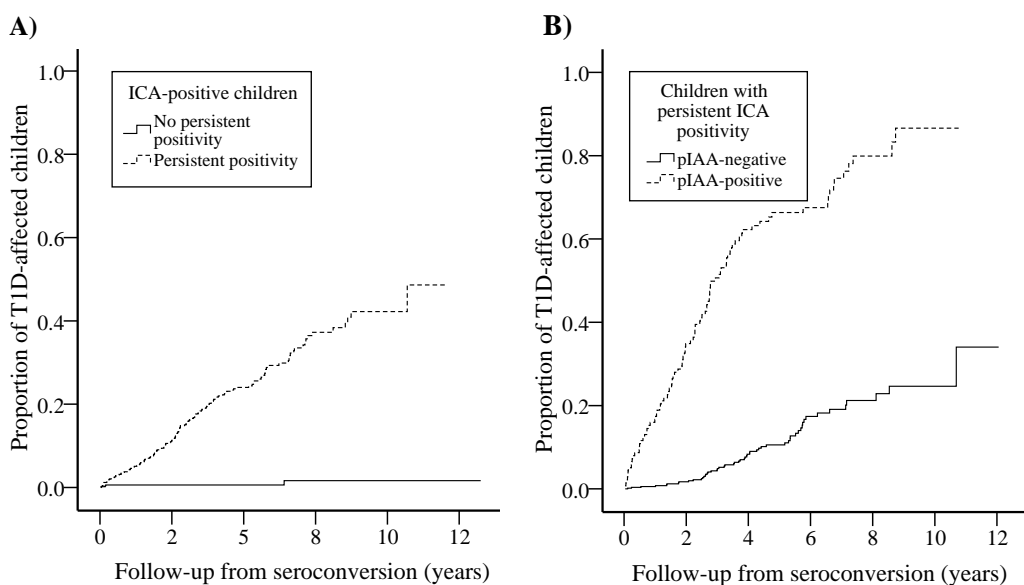 A)
Proportion of T1D-affected children
1.0
0.8
0.6
0.4
0.2
0.0
ICA-positive children
No persistent
positivity
Persistent positivity
0 2 5 8 10 12
Follow-up from seroconversion (years)
B)
Proportion of T1D-affected children
1.0
0.8
0.6
0.4
0.2
0.0
Children with
persistent ICA
positivity
pIAA-negative
pIAA-positive
0 2 4 6 8 10 12
Follow-up from seroconversion (years)